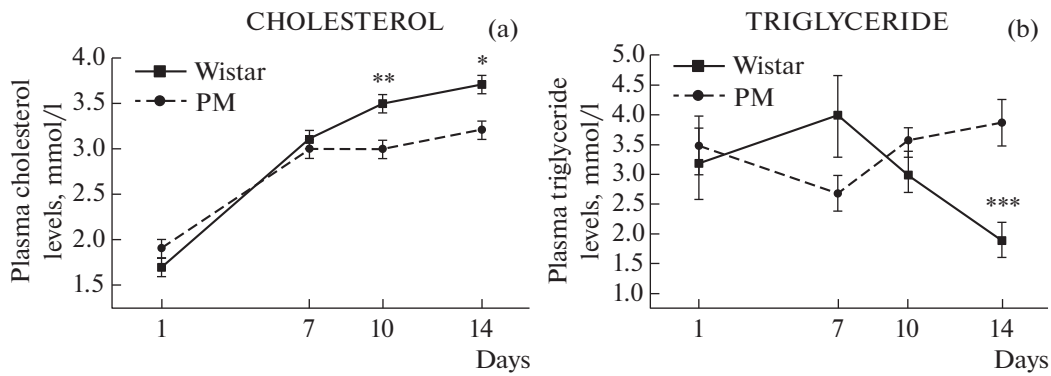 CHOLESTEROL
(a)
Plasma cholesterol
levels, mmol/l
4.0
3.5
3.0
2.0
1.5
Wistar
PM
**
*
1
7
10
14
Days
TRIGLYCERIDE
(b)
Plasma triglyceride
levels, mmol/l
5.0
4.5
4.0
3.5
3.0
2.5
2.0
1.5
1.0
Wistar
PM
***
1
7
10
14
Days